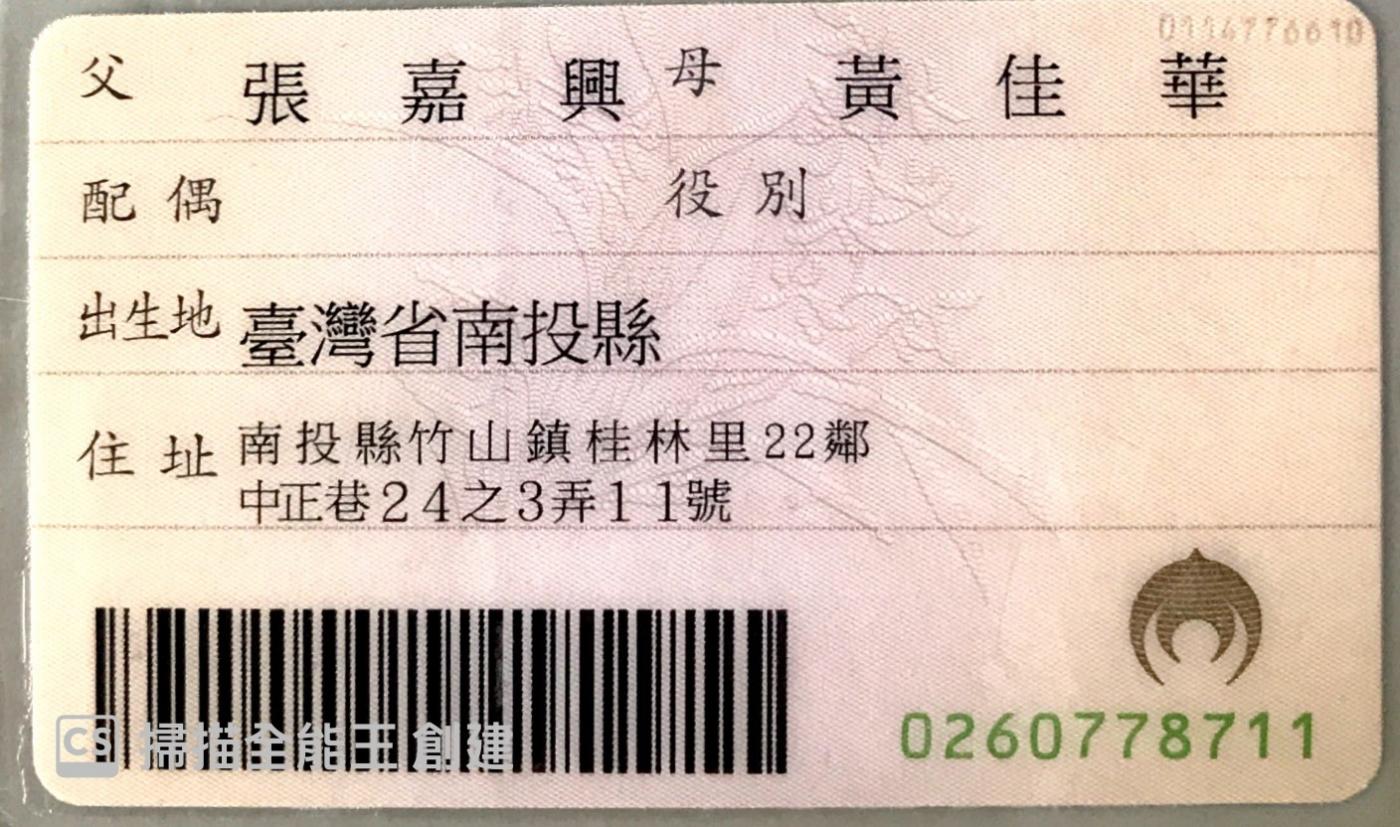 0114776610
父 張嘉興 母 黃佳華
配偶 役別
出生地 臺灣省南投縣
住址 南投縣竹山鎮桂林里22鄰
中正巷24之3弄11號
0260778711
CS 掃描全能王 創建